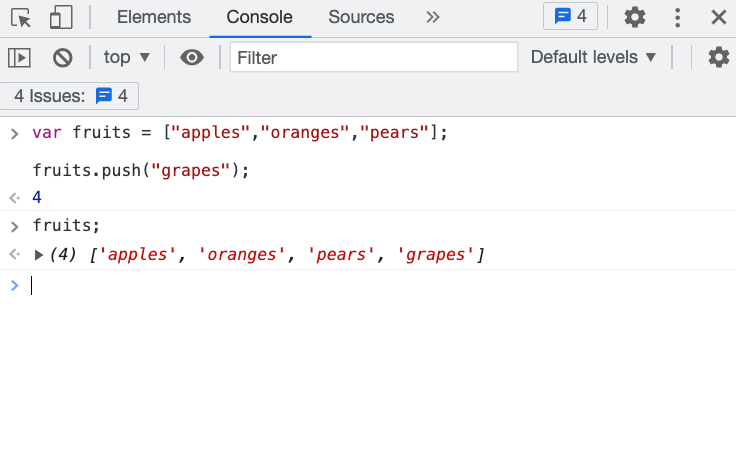 Elements Console Sources 4
top Filter Default levels
4 Issues: 4
var fruits = ["apples","oranges","pears"];
fruits.push("grapes");
4
fruits;
(4) ['apples', 'oranges', 'pears', 'grapes']